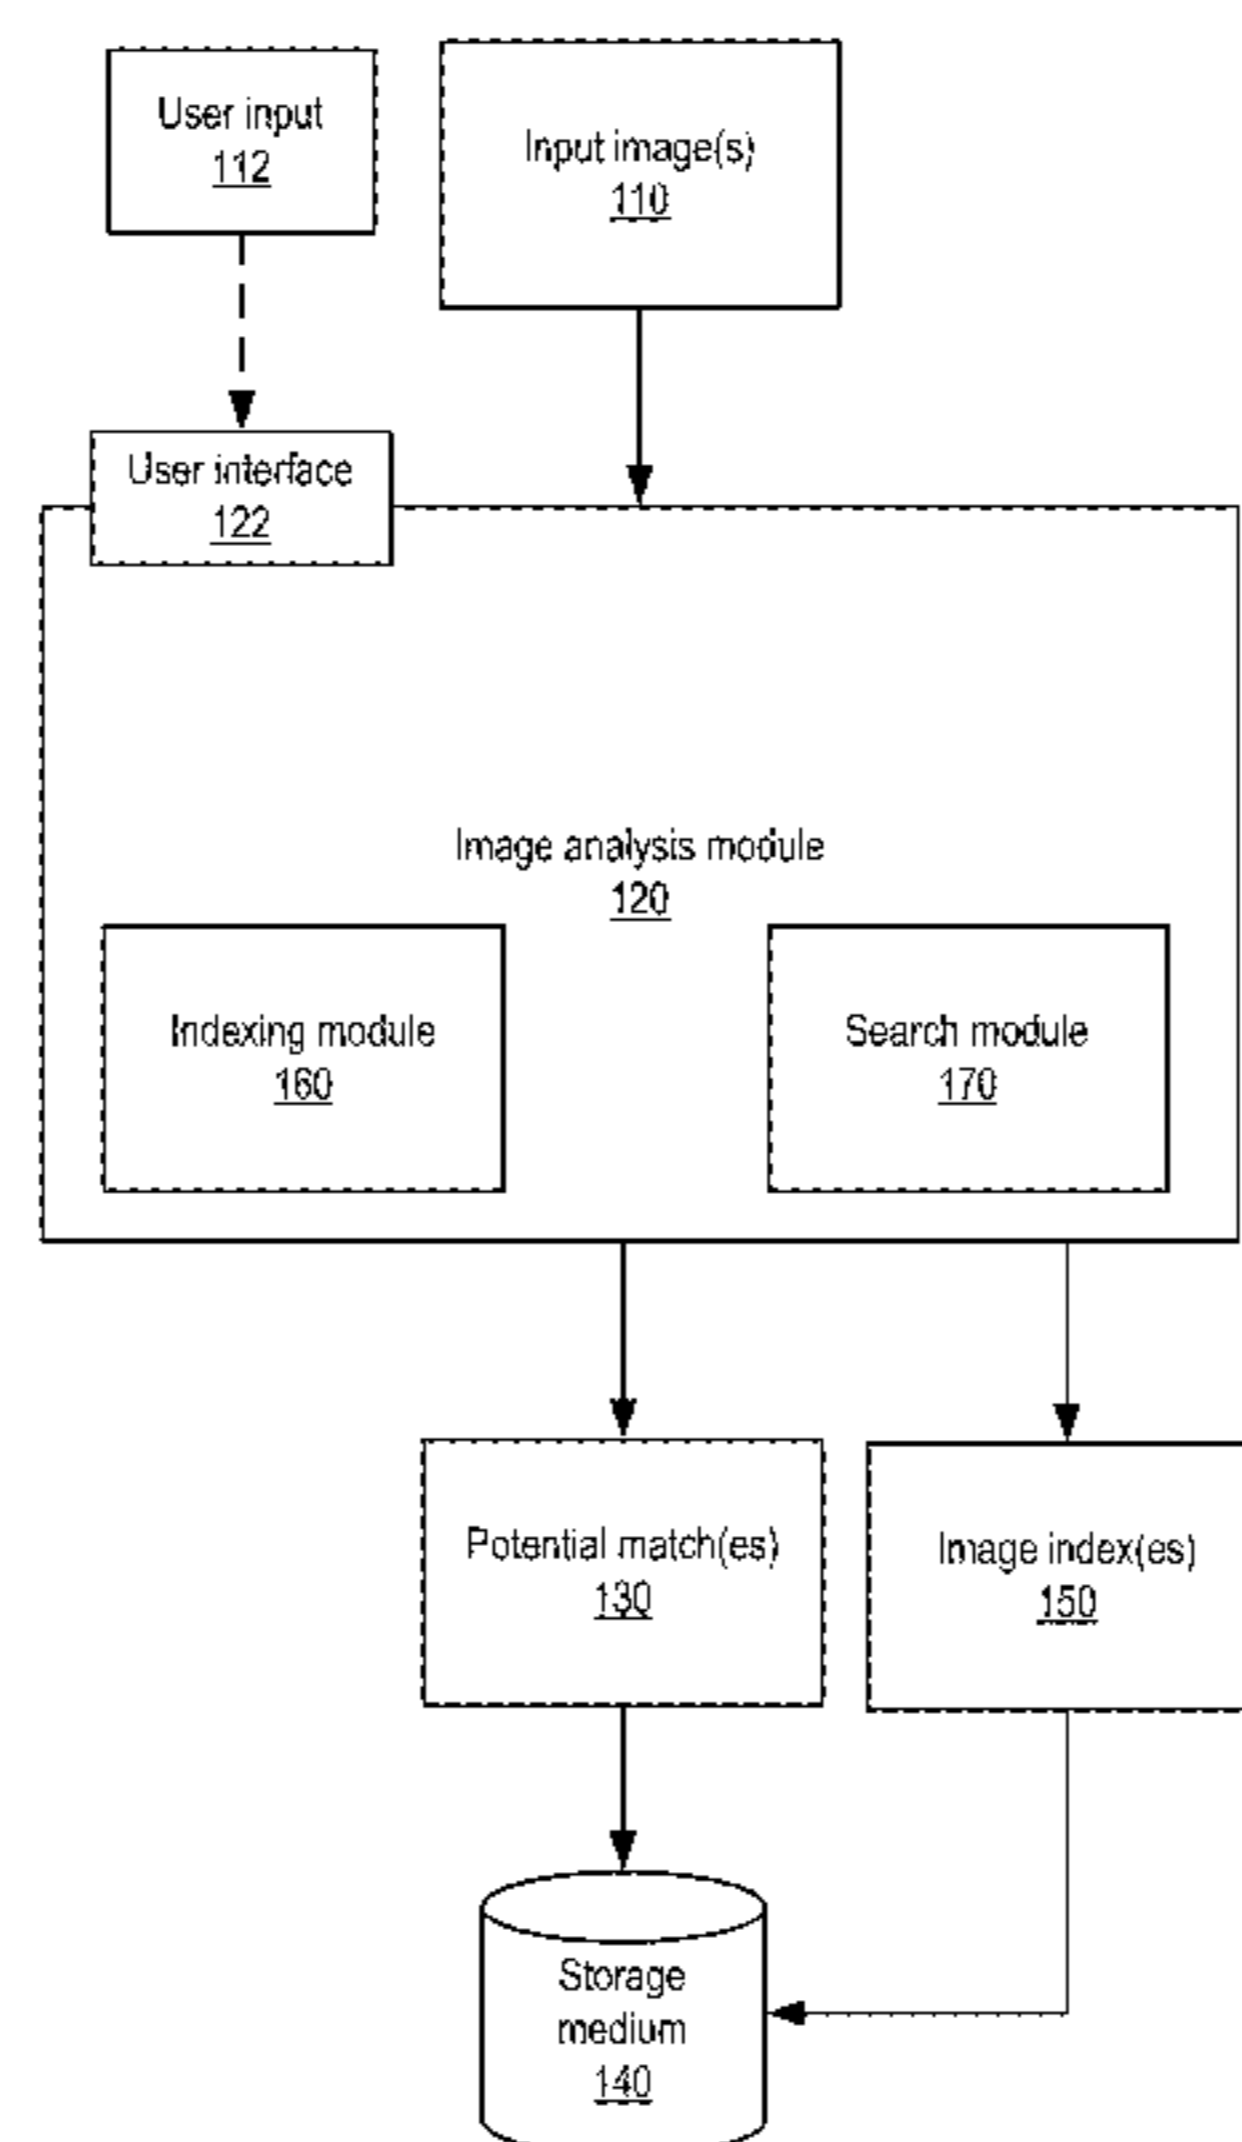 User input
112
Input image(s)
110
User interface
122
Image analysis module
120
Indexing module
160
Search module
170
Potential match(es)
130
Image index(es)
150
Storage
medium
140